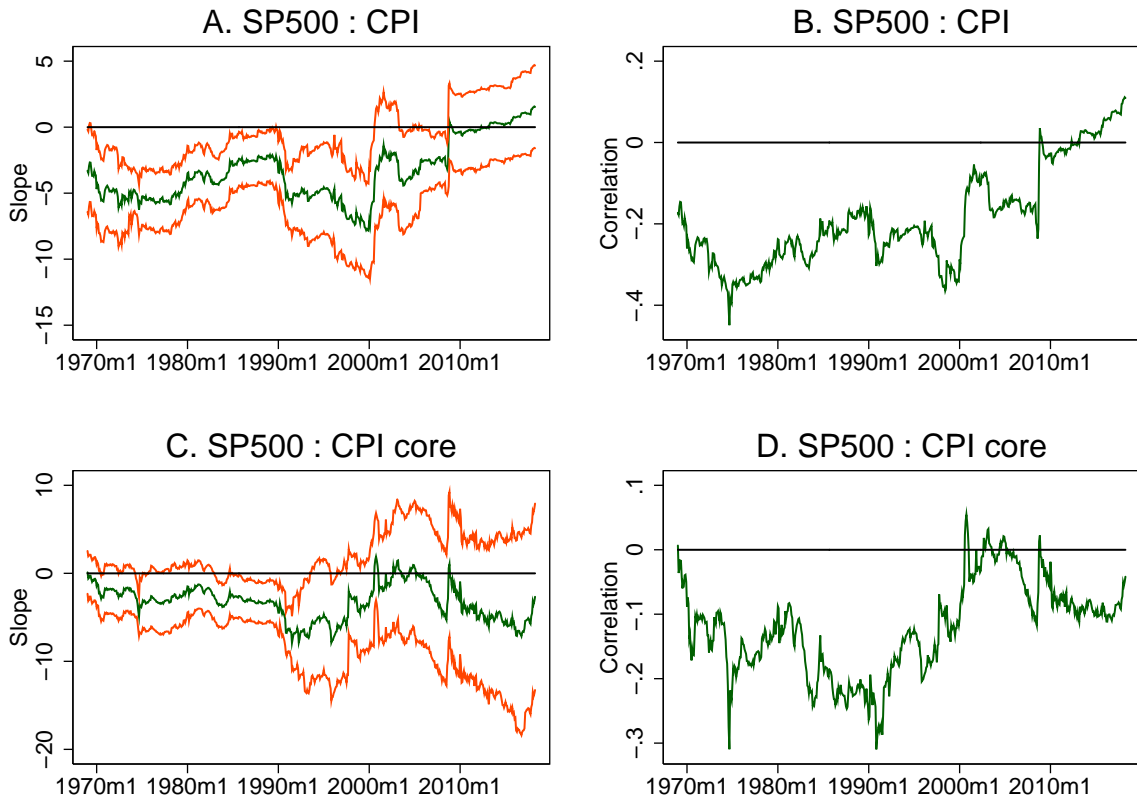 A. SP500 : CPI
Slope
5
0
−5
−10
−15
1970m1 1980m1 1990m1 2000m1 2010m1
B. SP500 : CPI
Correlation
.2
0
−.2
−.4
1970m1 1980m1 1990m1 2000m1 2010m1
C. SP500 : CPI core
Slope
10
0
−10
−20
1970m1 1980m1 1990m1 2000m1 2010m1
D. SP500 : CPI core
Correlation
.1
0
−.1
−.2
−.3
1970m1 1980m1 1990m1 2000m1 2010m1